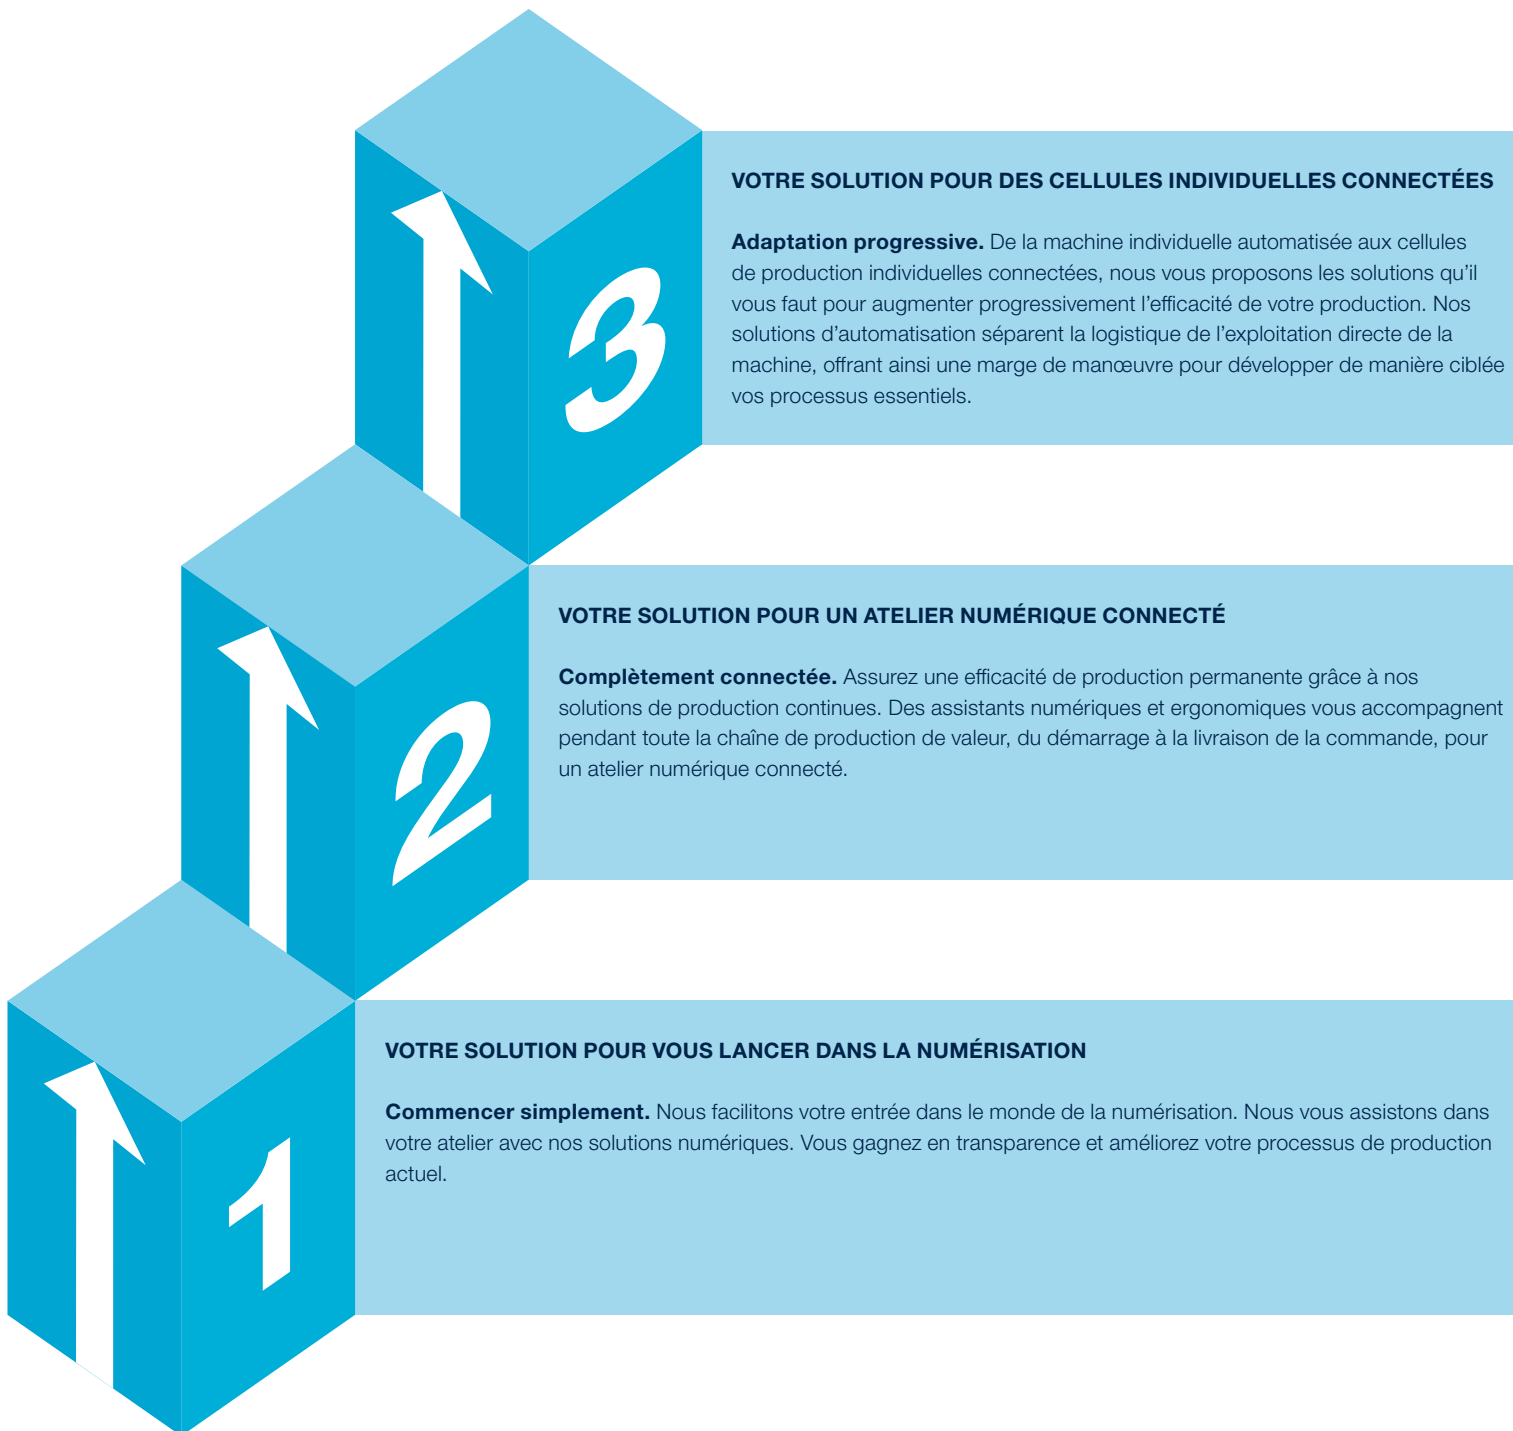 3
VOTRE SOLUTION POUR DES CELLULES INDIVIDUELLES CONNECTÉES
Adaptation progressive. De la machine individuelle automatisée aux cellules
de production individuelles connectées, nous vous proposons les solutions qu’il
vous faut pour augmenter progressivement l’efficacité de votre production. Nos
solutions d’automatisation séparent la logistique de l’exploitation directe de la
machine, offrant ainsi une marge de manœuvre pour développer de manière ciblée
vos processus essentiels.
2
VOTRE SOLUTION POUR UN ATELIER NUMÉRIQUE CONNECTÉ
Complètement connectée. Assurez une efficacité de production permanente grâce à nos
solutions de production continues. Des assistants numériques et ergonomiques vous accompagnent
pendant toute la chaîne de production de valeur, du démarrage à la livraison de la commande, pour
un atelier numérique connecté.
1
VOTRE SOLUTION POUR VOUS LANCER DANS LA NUMÉRISATION
Commencer simplement. Nous facilitons votre entrée dans le monde de la numérisation. Nous vous assistons dans
votre atelier avec nos solutions numériques. Vous gagnez en transparence et améliorez votre processus de production
actuel.